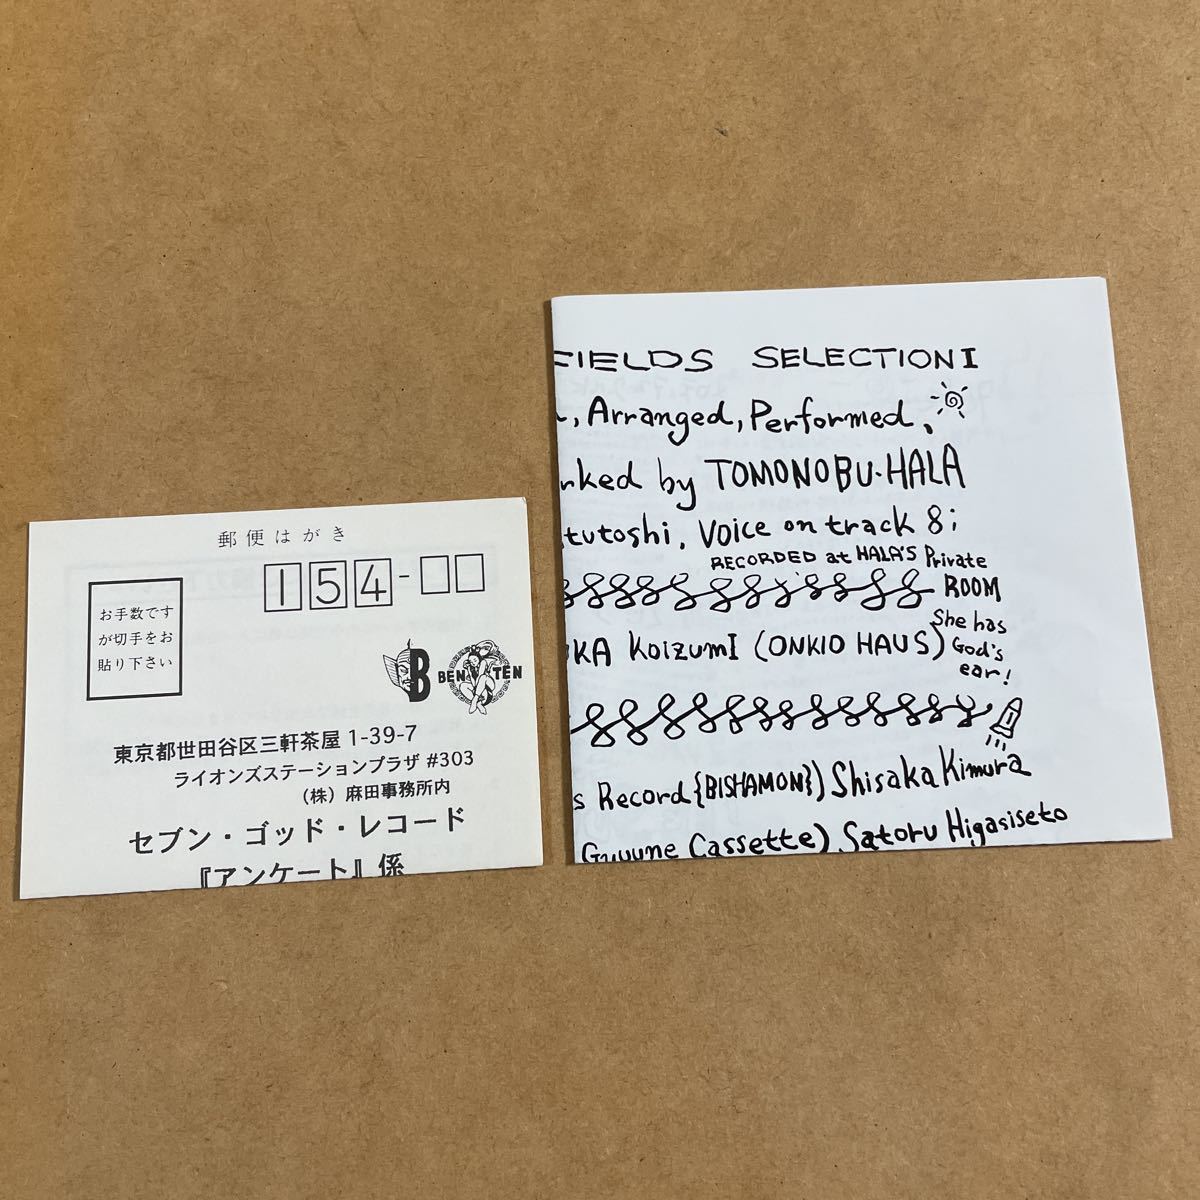 郵便はがき
154-
お手数です
が切手をお
貼り下さい
B BEN TEN
東京都世田谷区三軒茶屋 1-39-7
ライオンズステーションプラザ #303
（株）麻田事務所内
セブン・ゴッド・レコード
『アンケート』係
FIELDS SELECTION I
, Arranged, Performed,
nked by TOMONOBU・HALA
tutoshi, Voice on track 8;
RECORDED at HALA'S Private
ROOM
KA KoizumI (ONKIO HAUS)
She has
God's
ear!
s Record {BISHAMON}) Shisaka Kimura
Gyuune Cassette) Satoru Higasiseto